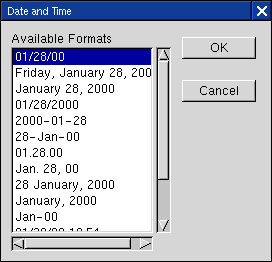 Date and Time
Available Formats
01/28/00
Friday, January 28, 200
January 28, 2000
01/28/2000
2000-01-28
28-Jan-00
01.28.00
Jan. 28, 00
28 January, 2000
January, 2000
Jan-00
OK
Cancel